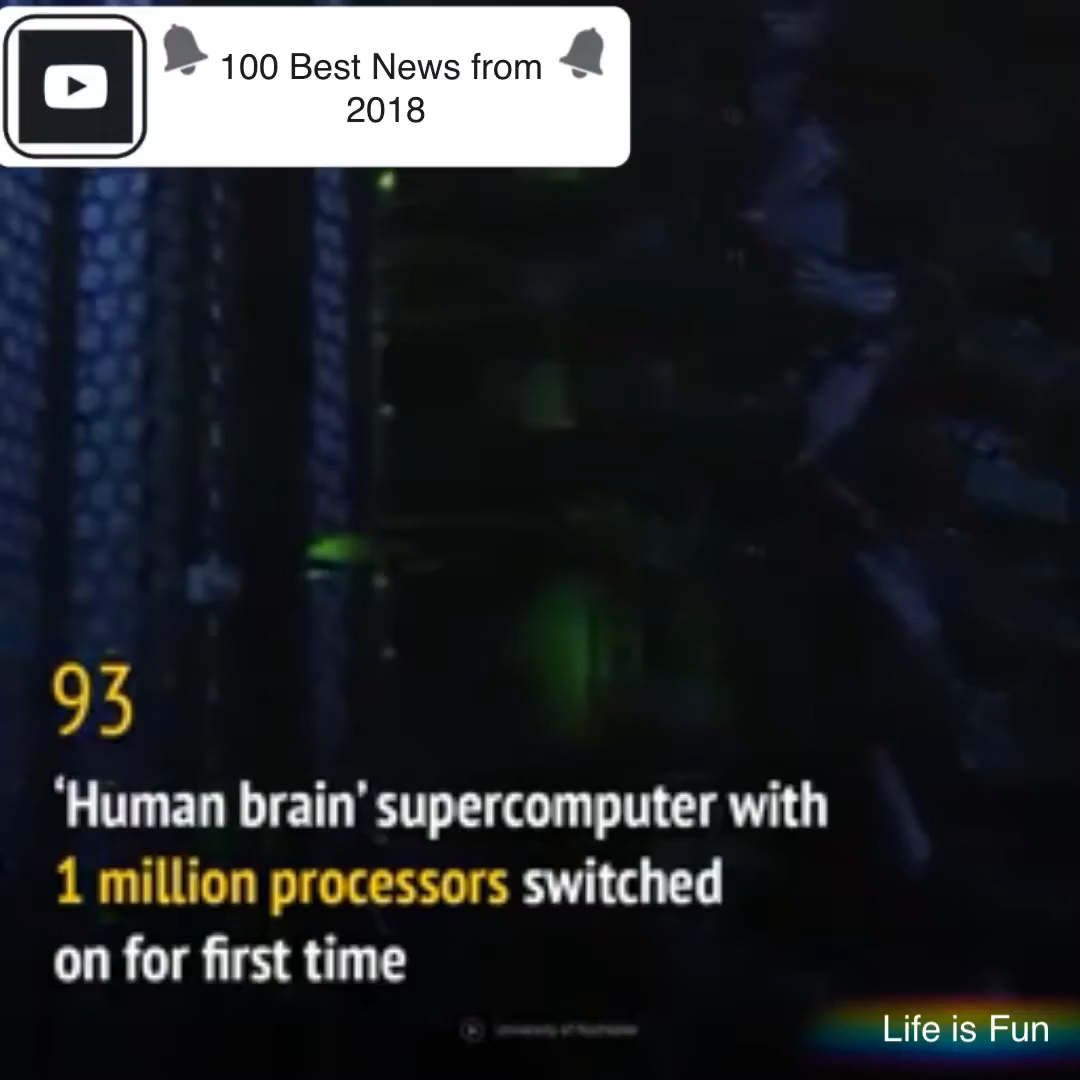 100 Best News from
2018
93
‘Human brain’ supercomputer with
1 million processors switched
on for first time
Life is Fun